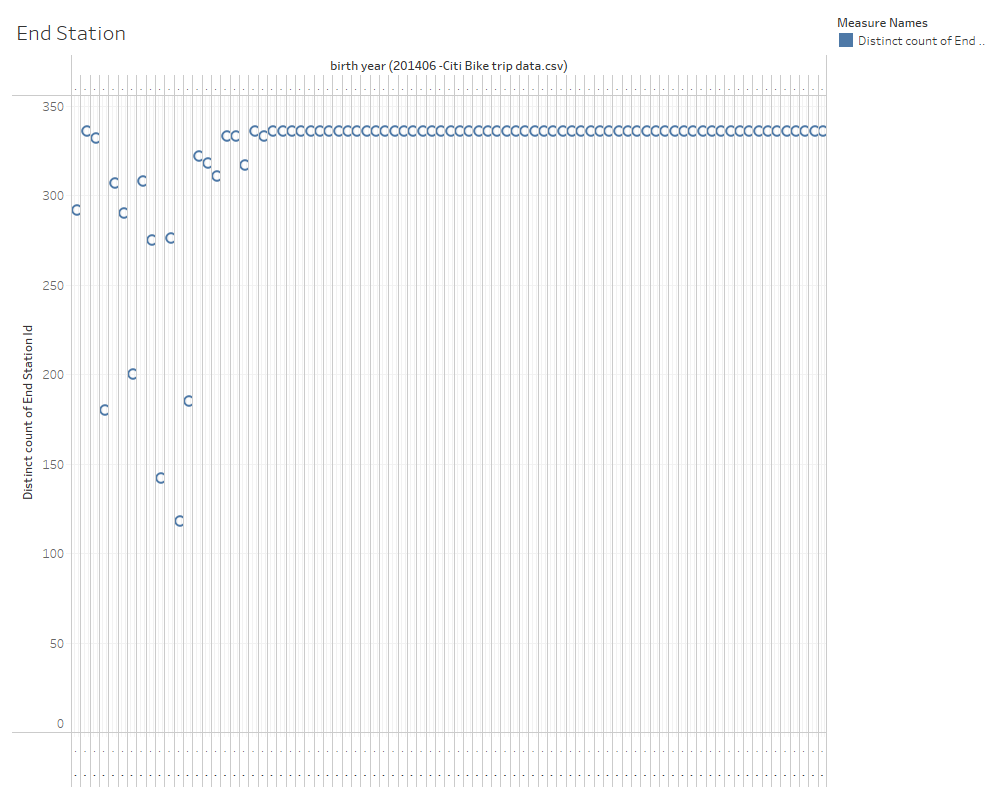 End Station
Measure Names
Distinct count of End ..
birth year (201406 -Citi Bike trip data.csv)
350
300
250
200
150
100
50
0
Distinct count of End Station Id